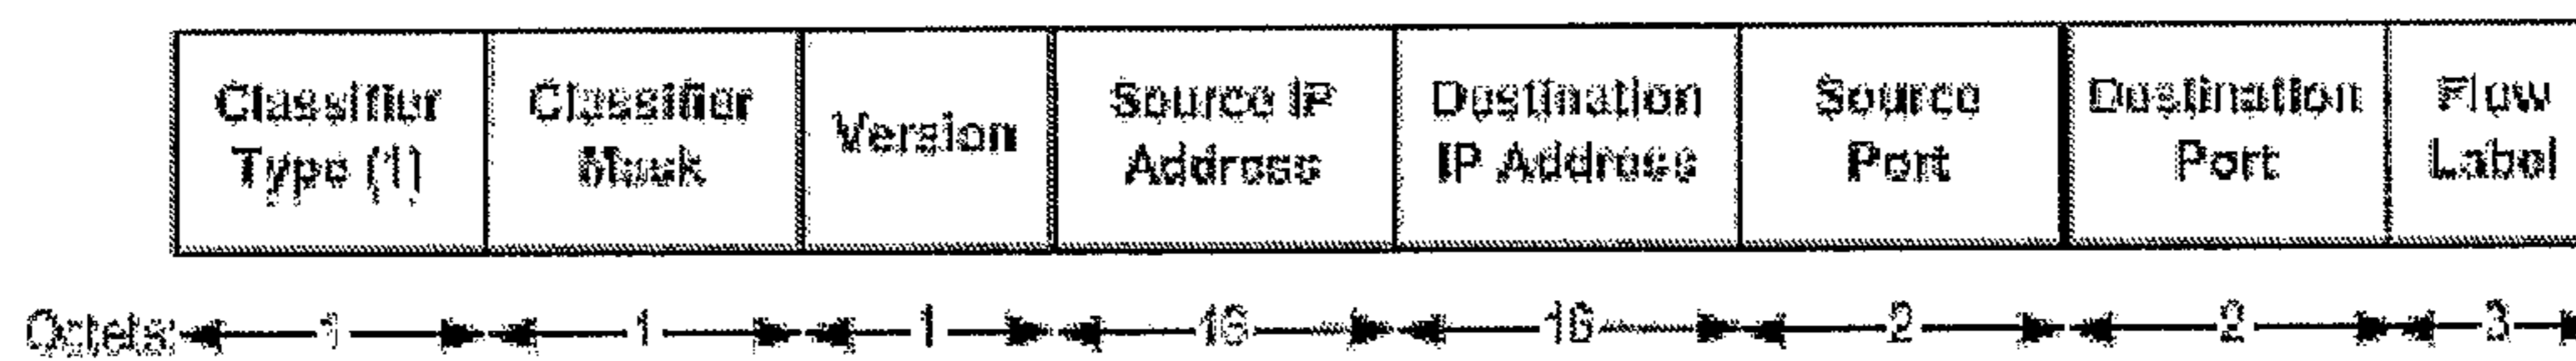 Classifier
Type (1)
Classifier
Mask
Version
Source IP
Address
Destination
IP Address
Source
Port
Destination
Port
Flow
Label
Octets: 1 1 1 16 16 2 2 3